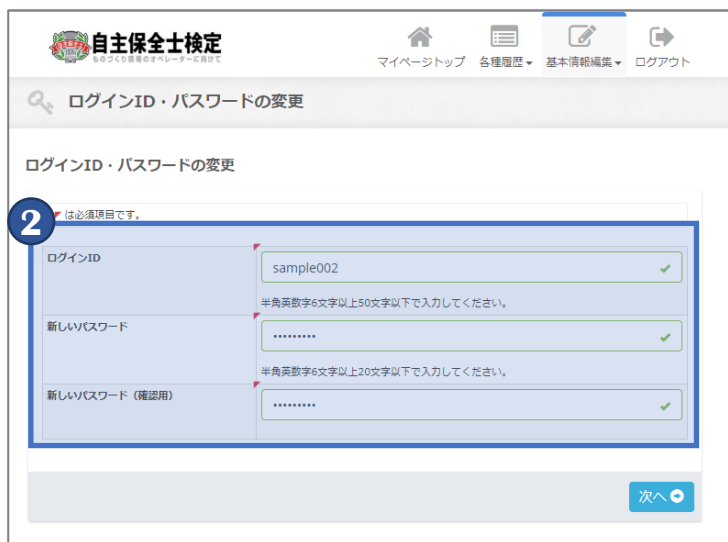 自主保全士検定
ものづくり現場のオペレーターに向けて
マイページトップ 各種履歴▼ 基本情報編集▼ ログアウト
ログインID・パスワードの変更
ログインID・パスワードの変更
2
は必須項目です。
ログインID
sample002
半角英数字6文字以上50文字以下で入力してください。
新しいパスワード
•••••••••
半角英数字6文字以上20文字以下で入力してください。
新しいパスワード（確認用）
•••••••••
次へ